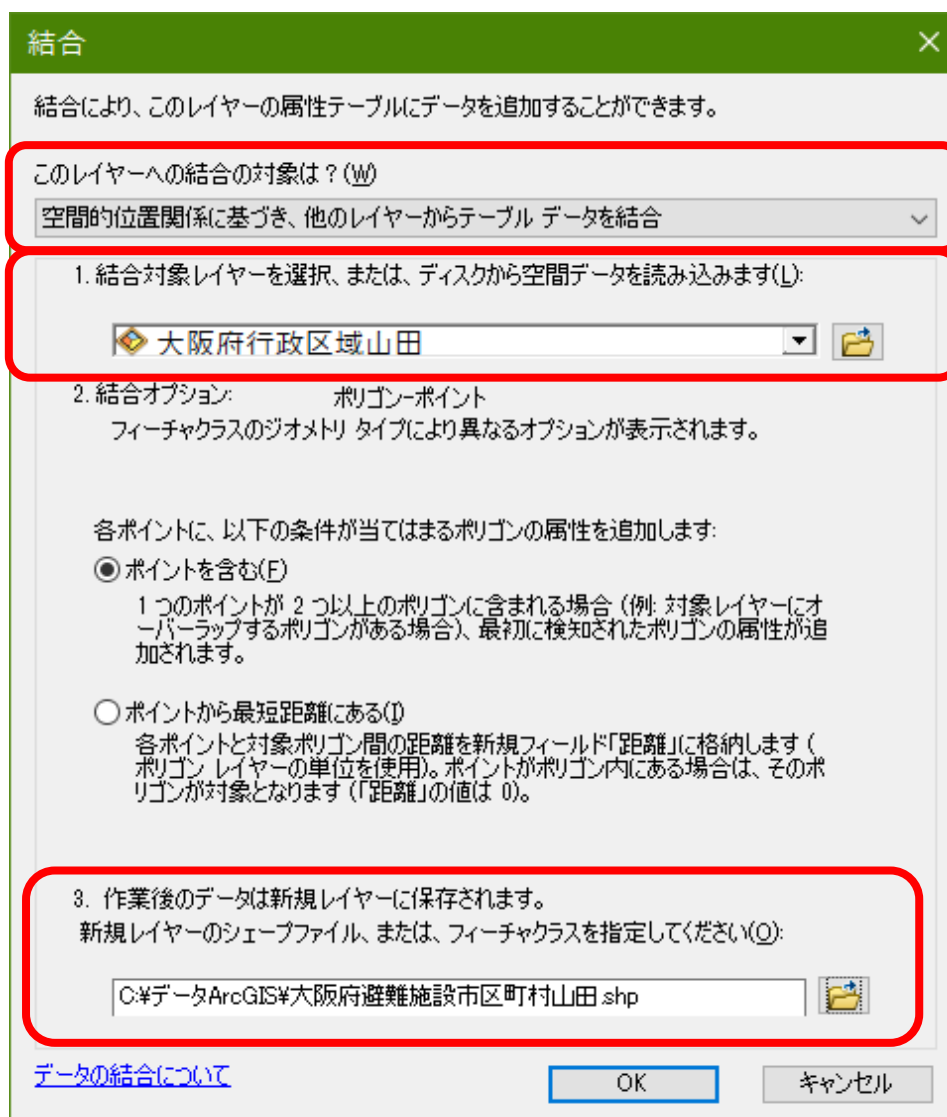 結合
結合により、このレイヤーの属性テーブルにデータを追加することができます。
このレイヤーへの結合の対象は?(W)
空間的位置関係に基づき、他のレイヤーからテーブル データを結合
1. 結合対象レイヤーを選択、または、ディスクから空間データを読み込みます(L):
大阪府行政区域山田
2. 結合オプション: ポリゴン-ポイント
フィーチャクラスのジオメトリ タイプにより異なるオプションが表示されます。
各ポイントに、以下の条件が当てはまるポリゴンの属性を追加します:
ポイントを含む(F)
1 つのポイントが 2 つ以上のポリゴンに含まれる場合 (例: 対象レイヤーにオ
ーバーラップするポリゴンがある場合)、最初に検知されたポリゴンの属性が追
加されます。
ポイントから最短距離にある(I)
各ポイントと対象ポリゴン間の距離を新規フィールド「距離」に格納します (
ポリゴン レイヤーの単位を使用)。ポイントがポリゴン内にある場合は、そのポ
リゴンが対象となります (「距離」の値は 0)。
3. 作業後のデータは新規レイヤーに保存されます。
新規レイヤーのシェープファイル、または、フィーチャクラスを指定してください(O):
C:¥データArcGIS¥大阪府避難施設市区町村山田.shp
データの結合について
OK キャンセル